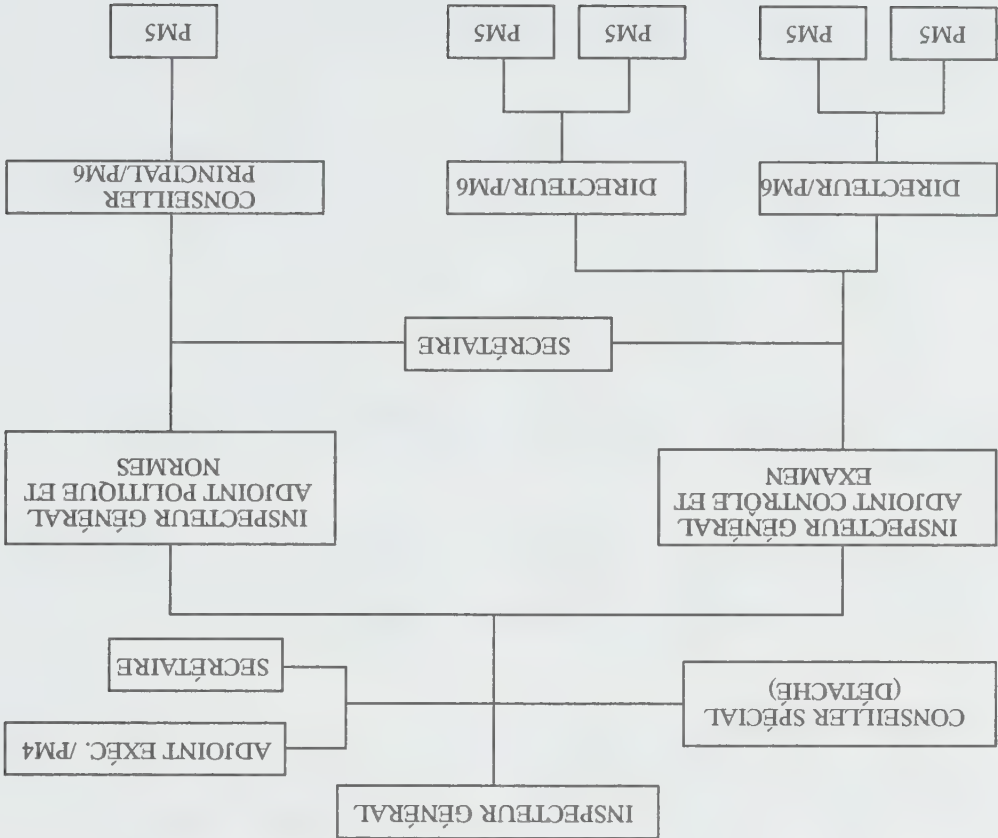 INSPECTEUR GÉNÉRAL
ADJOINT EXÉC. /PM4
CONSEILLER SPÉCIAL
(DÉTACHÉ)
SECRÉTAIRE
INSPECTEUR GÉNÉRAL
ADJOINT CONTRÔLE ET
EXAMEN
INSPECTEUR GÉNÉRAL
ADJOINT POLITIQUE ET
NORMES
SECRÉTAIRE
DIRECTEUR/PM6
DIRECTEUR/PM6
CONSEILLER
PRINCIPAL/PM6
PM5
PM5
PM5
PM5
PM5